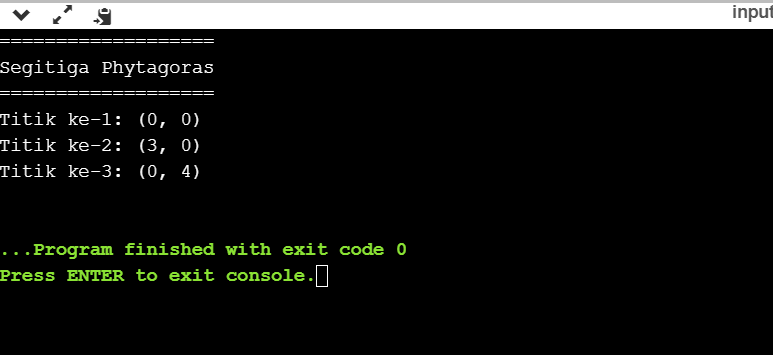 input
===================
Segitiga Phytagoras
===================
Titik ke-1: (0, 0)
Titik ke-2: (3, 0)
Titik ke-3: (0, 4)
...Program finished with exit code 0
Press ENTER to exit console.